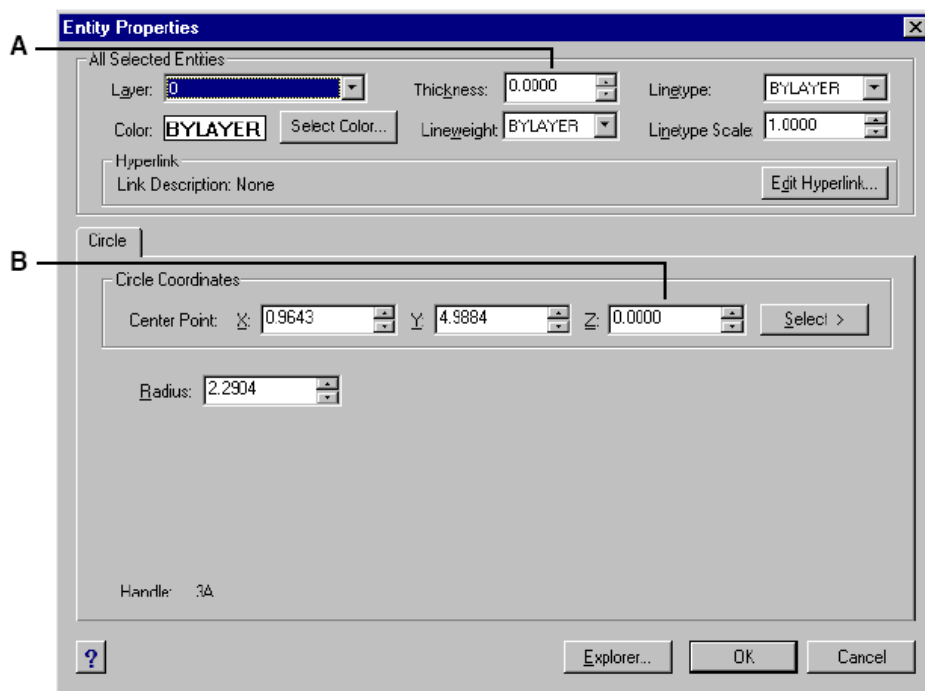 Entity Properties
A
All Selected Entities
Layer: 0 Thickness: 0.0000 Linetype: BYLAYER
Color: BYLAYER Select Color... Lineweight BYLAYER Linetype Scale: 1.0000
Hyperlink
Link Description: None Edit Hyperlink...
Circle
B
Circle Coordinates
Center Point: X: 0.9643 Y: 4.9884 Z: 0.0000 Select >
Radius: 2.2904
Handle: 3A
? Explorer... OK Cancel